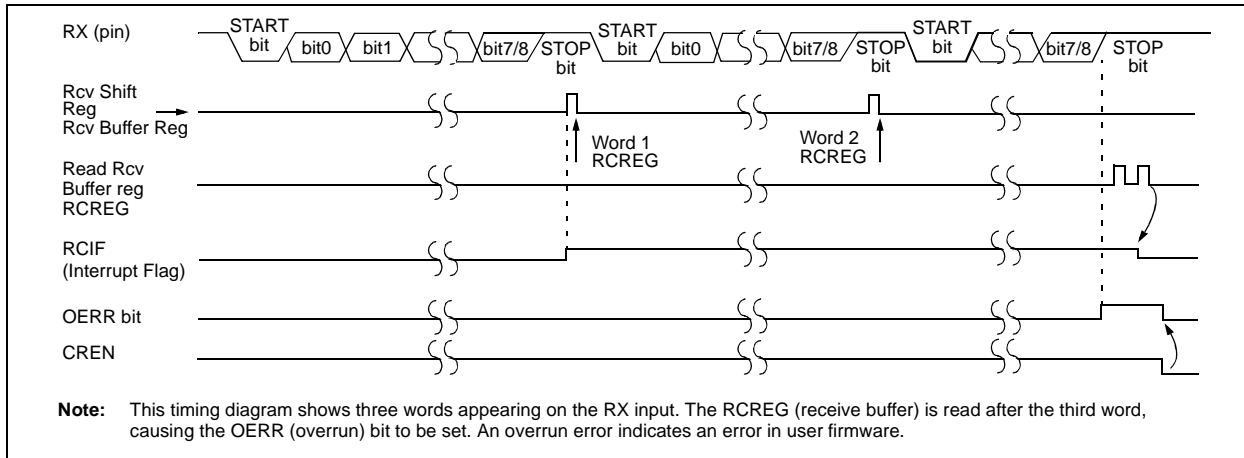 RX (pin)
START
bit
bit0
bit1
bit7/8
STOP
bit
START
bit
bit0
bit7/8
STOP
bit
START
bit
bit7/8
STOP
bit
Rcv Shift
Reg
Rcv Buffer Reg
Word 1
RCREG
Word 2
RCREG
Read Rcv
Buffer reg
RCREG
RCIF
(Interrupt Flag)
OERR bit
CREN
Note: This timing diagram shows three words appearing on the RX input. The RCREG (receive buffer) is read after the third word,
causing the OERR (overrun) bit to be set. An overrun error indicates an error in user firmware.